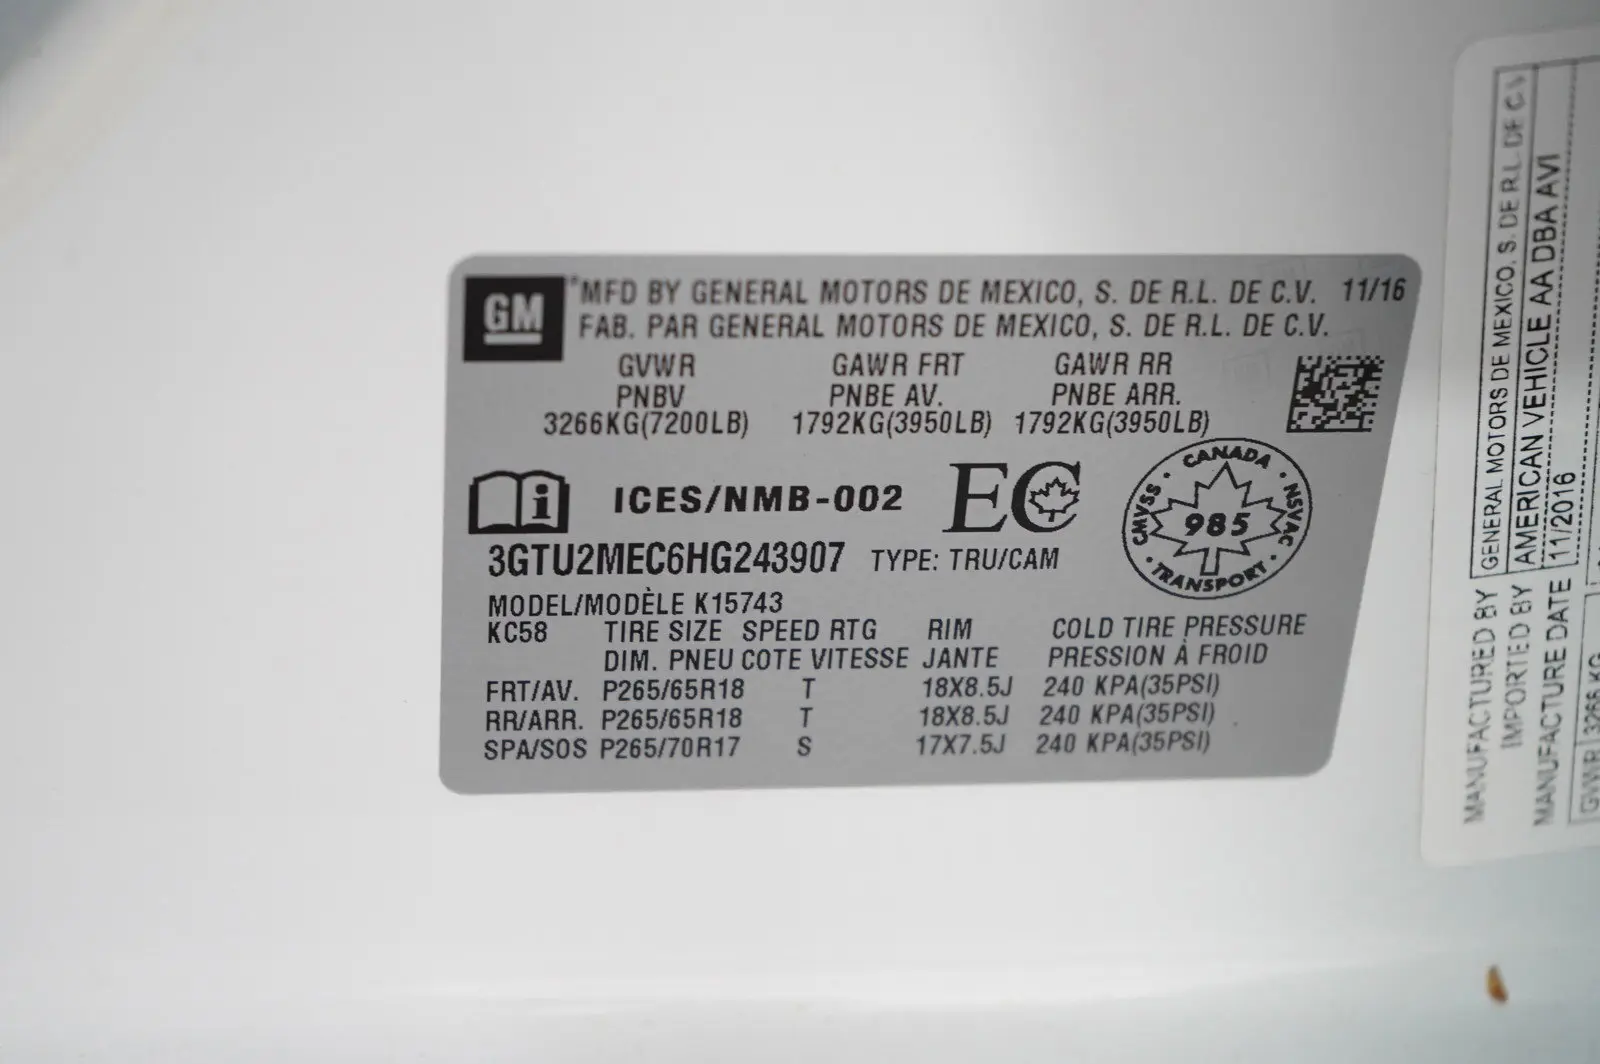 GM
®MFD BY GENERAL MOTORS DE MEXICO, S. DE R.L. DE C.V. 11/16
FAB. PAR GENERAL MOTORS DE MEXICO, S. DE R.L. DE C.V.
GVWR GAWR FRT GAWR RR
PNBV PNBE AV. PNBE ARR.
3266KG(7200LB) 1792KG(3950LB) 1792KG(3950LB)
i ICES/NMB-002 EC
CANADA
CMVSS 985 NSVAC
TRANSPORT
3GTU2MEC6HG243907 TYPE: TRU/CAM
MODEL/MODÈLE K15743
KC58 TIRE SIZE SPEED RTG RIM COLD TIRE PRESSURE
DIM. PNEU COTE VITESSE JANTE PRESSION À FROID
FRT/AV. P265/65R18 T 18X8.5J 240 KPA(35PSI)
RR/ARR. P265/65R18 T 18X8.5J 240 KPA(35PSI)
SPA/SOS P265/70R17 S 17X7.5J 240 KPA(35PSI)
MANUFACTURED BY GENERAL MOTORS DE MEXICO, S. DE R.L. DE C.V
IMPORTED BY AMERICAN VEHICLE AA DBA AVI
MANUFACTURE DATE 11/2016
GVWR 3266 KG